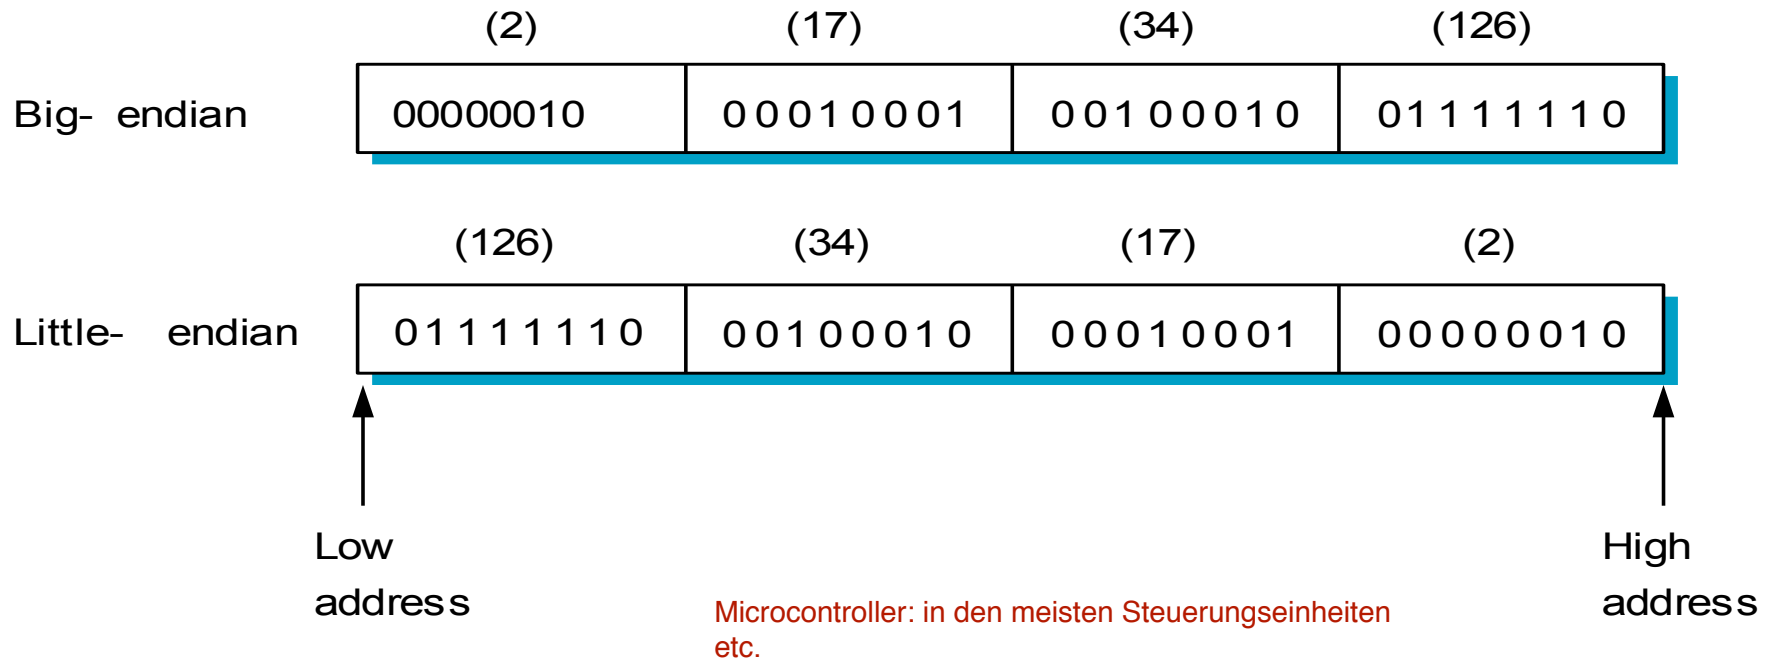 (2) (17) (34) (126)
Big- endian 00000010 00010001 00100010 01111110
(126) (34) (17) (2)
Little- endian 01111110 00100010 00010001 00000010
Low High
address address
Microcontroller: in den meisten Steuerungseinheiten
etc.